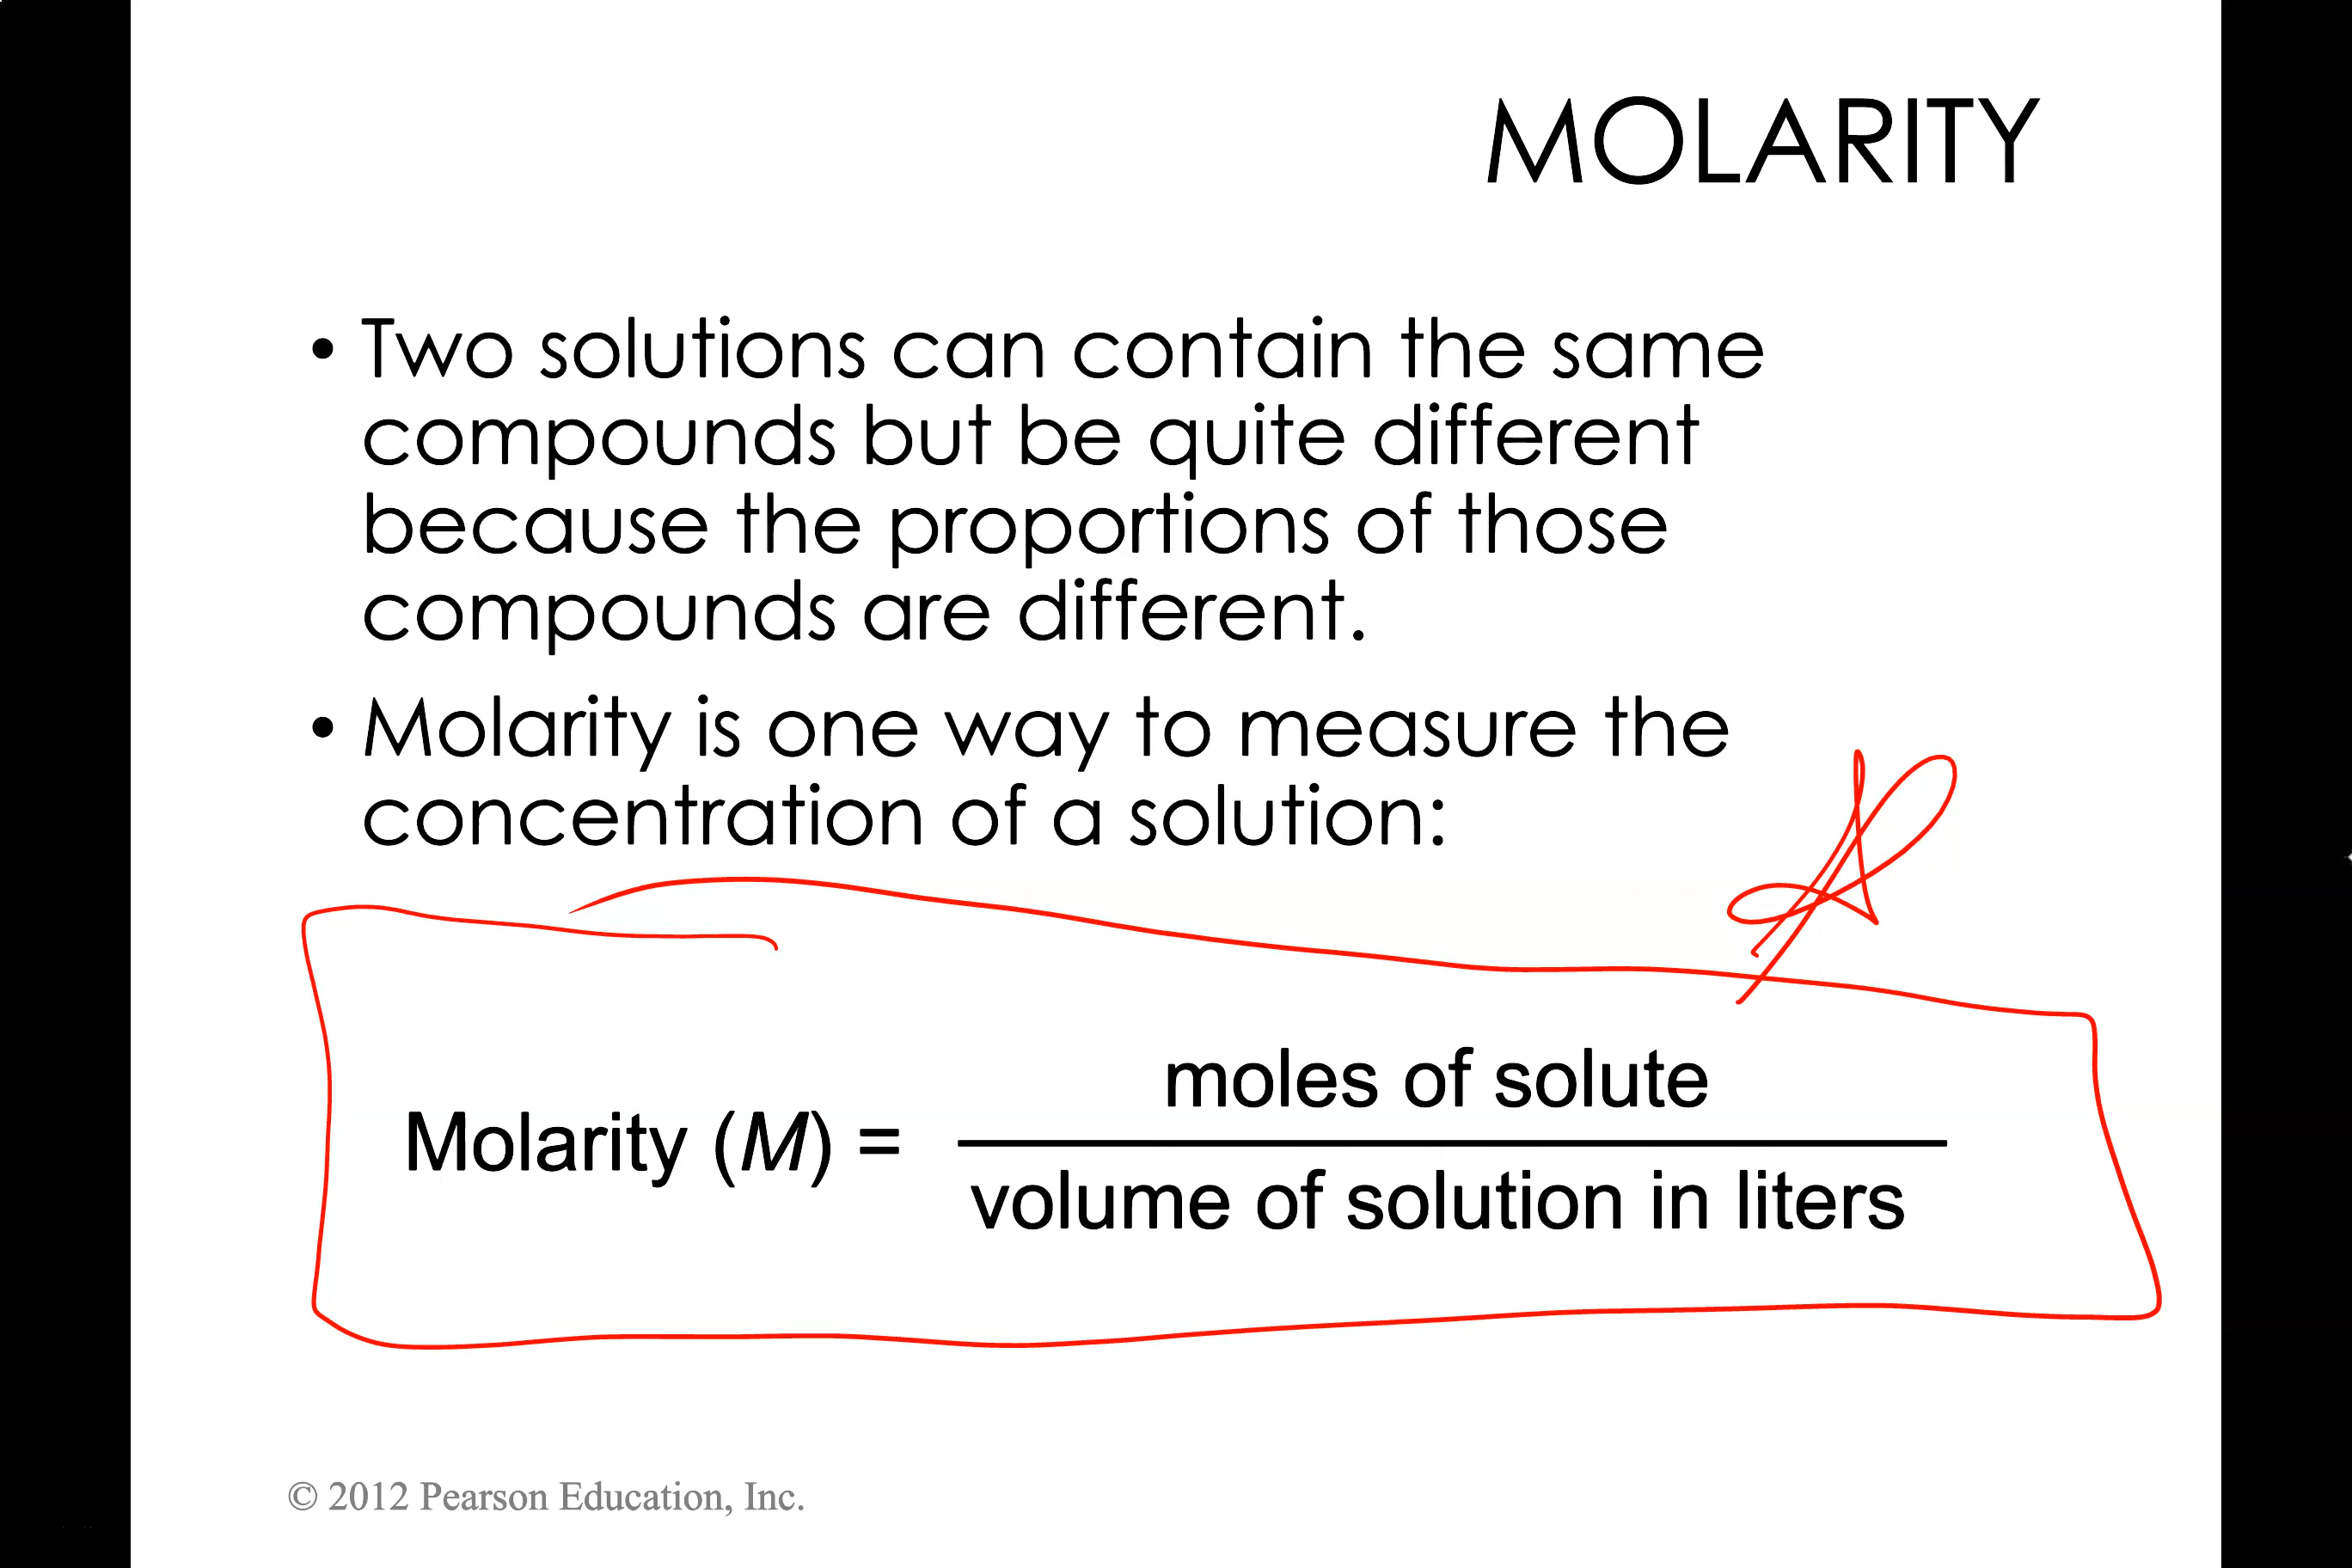 MOLARITY
• Two solutions can contain the same
compounds but be quite different
because the proportions of those
compounds are different.
• Molarity is one way to measure the
concentration of a solution:
moles of solute
Molarity (M) =
volume of solution in liters
© 2012 Pearson Education, Inc.